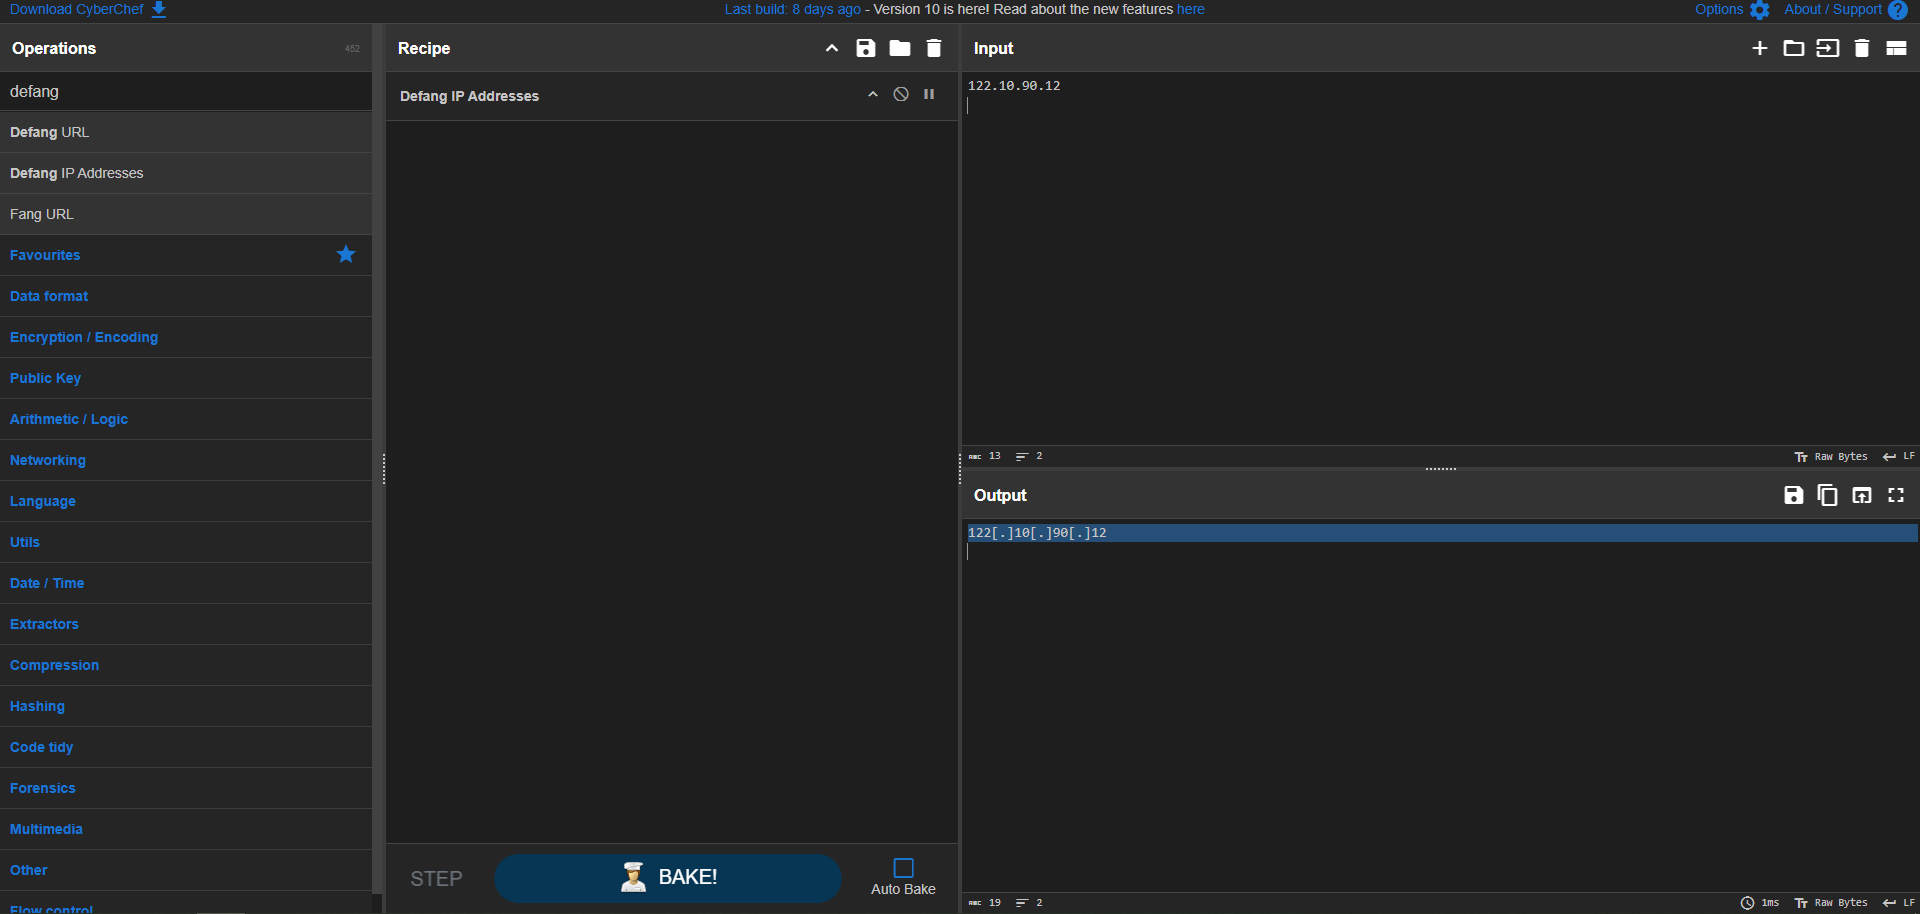 Download CyberChef
Last build: 8 days ago - Version 10 is here! Read about the new features here
Options
About / Support
Operations
452
defang
Defang URL
Defang IP Addresses
Fang URL
Favourites
Data format
Encryption / Encoding
Public Key
Arithmetic / Logic
Networking
Language
Utils
Date / Time
Extractors
Compression
Hashing
Code tidy
Forensics
Multimedia
Other
Flow control
Recipe
Defang IP Addresses
STEP
BAKE!
Auto Bake
Input
122.10.90.12
ABC 13
2
Raw Bytes
LF
Output
122[.]10[.]90[.]12
ABC 19
2
1ms
Raw Bytes
LF